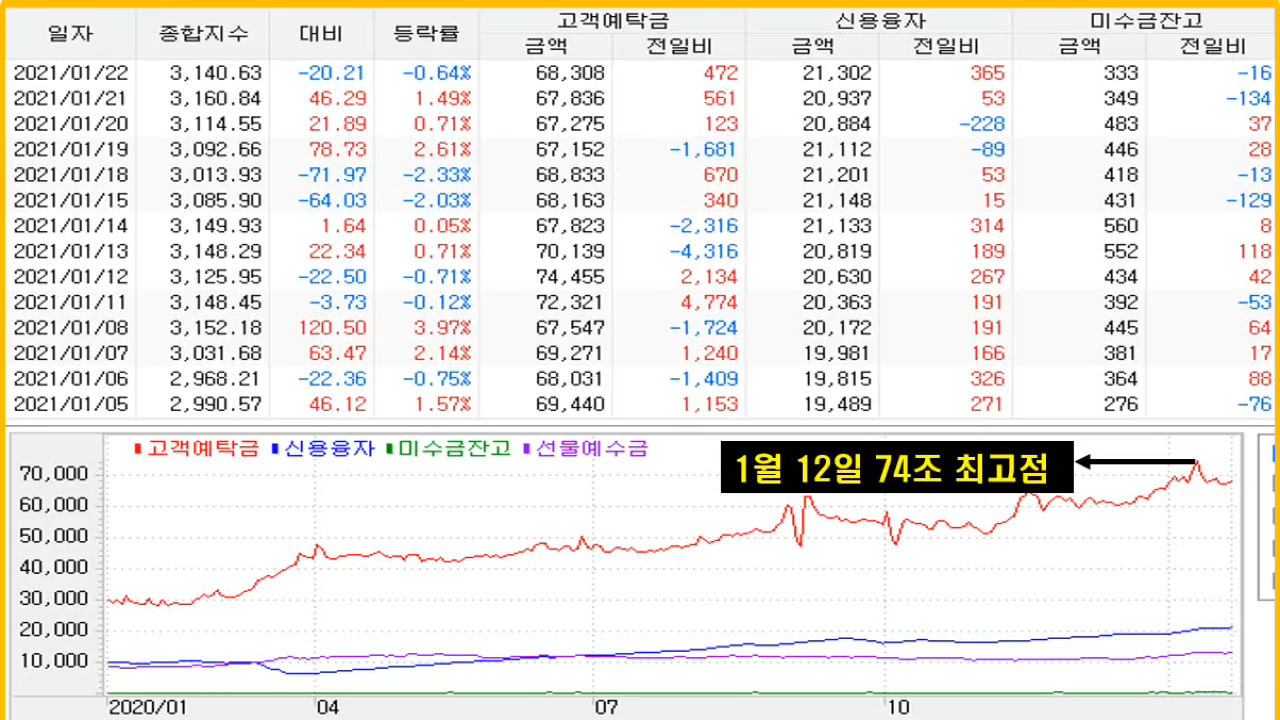 일자 종합지수 대비 등락률 고객예탁금 신용융자 미수금잔고
금액 전일비 금액 전일비 금액 전일비
2021/01/22 3,140.63 -20.21 -0.64% 68,308 472 21,302 365 333 -16
2021/01/21 3,160.84 46.29 1.49% 67,836 561 20,937 53 349 -134
2021/01/20 3,114.55 21.89 0.71% 67,275 123 20,884 -228 483 37
2021/01/19 3,092.66 78.73 2.61% 67,152 -1,681 21,112 -89 446 28
2021/01/18 3,013.93 -71.97 -2.33% 68,833 670 21,201 53 418 -13
2021/01/15 3,085.90 -64.03 -2.03% 68,163 340 21,148 15 431 -129
2021/01/14 3,149.93 1.64 0.05% 67,823 -2,316 21,133 314 560 8
2021/01/13 3,148.29 22.34 0.71% 70,139 -4,316 20,819 189 552 118
2021/01/12 3,125.95 -22.50 -0.71% 74,455 2,134 20,630 267 434 42
2021/01/11 3,148.45 -3.73 -0.12% 72,321 4,774 20,363 191 392 -53
2021/01/08 3,152.18 120.50 3.97% 67,547 -1,724 20,172 191 445 64
2021/01/07 3,031.68 63.47 2.14% 69,271 1,240 19,981 166 381 17
2021/01/06 2,968.21 -22.36 -0.75% 68,031 -1,409 19,815 326 364 88
2021/01/05 2,990.57 46.12 1.57% 69,440 1,153 19,489 271 276 -76
고객예탁금 신용융자 미수금잔고 선물예수금
1월 12일 74조 최고점
70,000
60,000
50,000
40,000
30,000
20,000
10,000
2020/01 04 07 10